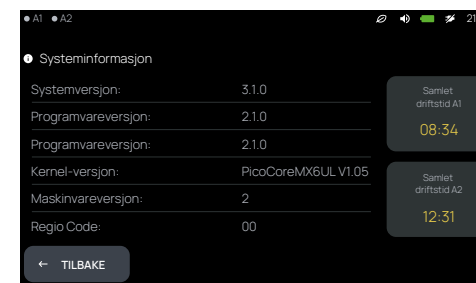 A1 A2 21
Systeminformasjon
Systemversjon: 3.1.0
Programvareversjon: 2.1.0
Programvareversjon: 2.1.0
Kernel-versjon: PicoCoreMX6UL V1.05
Maskinvareversjon: 2
Regio Code: 00
Samlet
driftstid A1
08:34
Samlet
driftstid A2
12:31
← TILBAKE